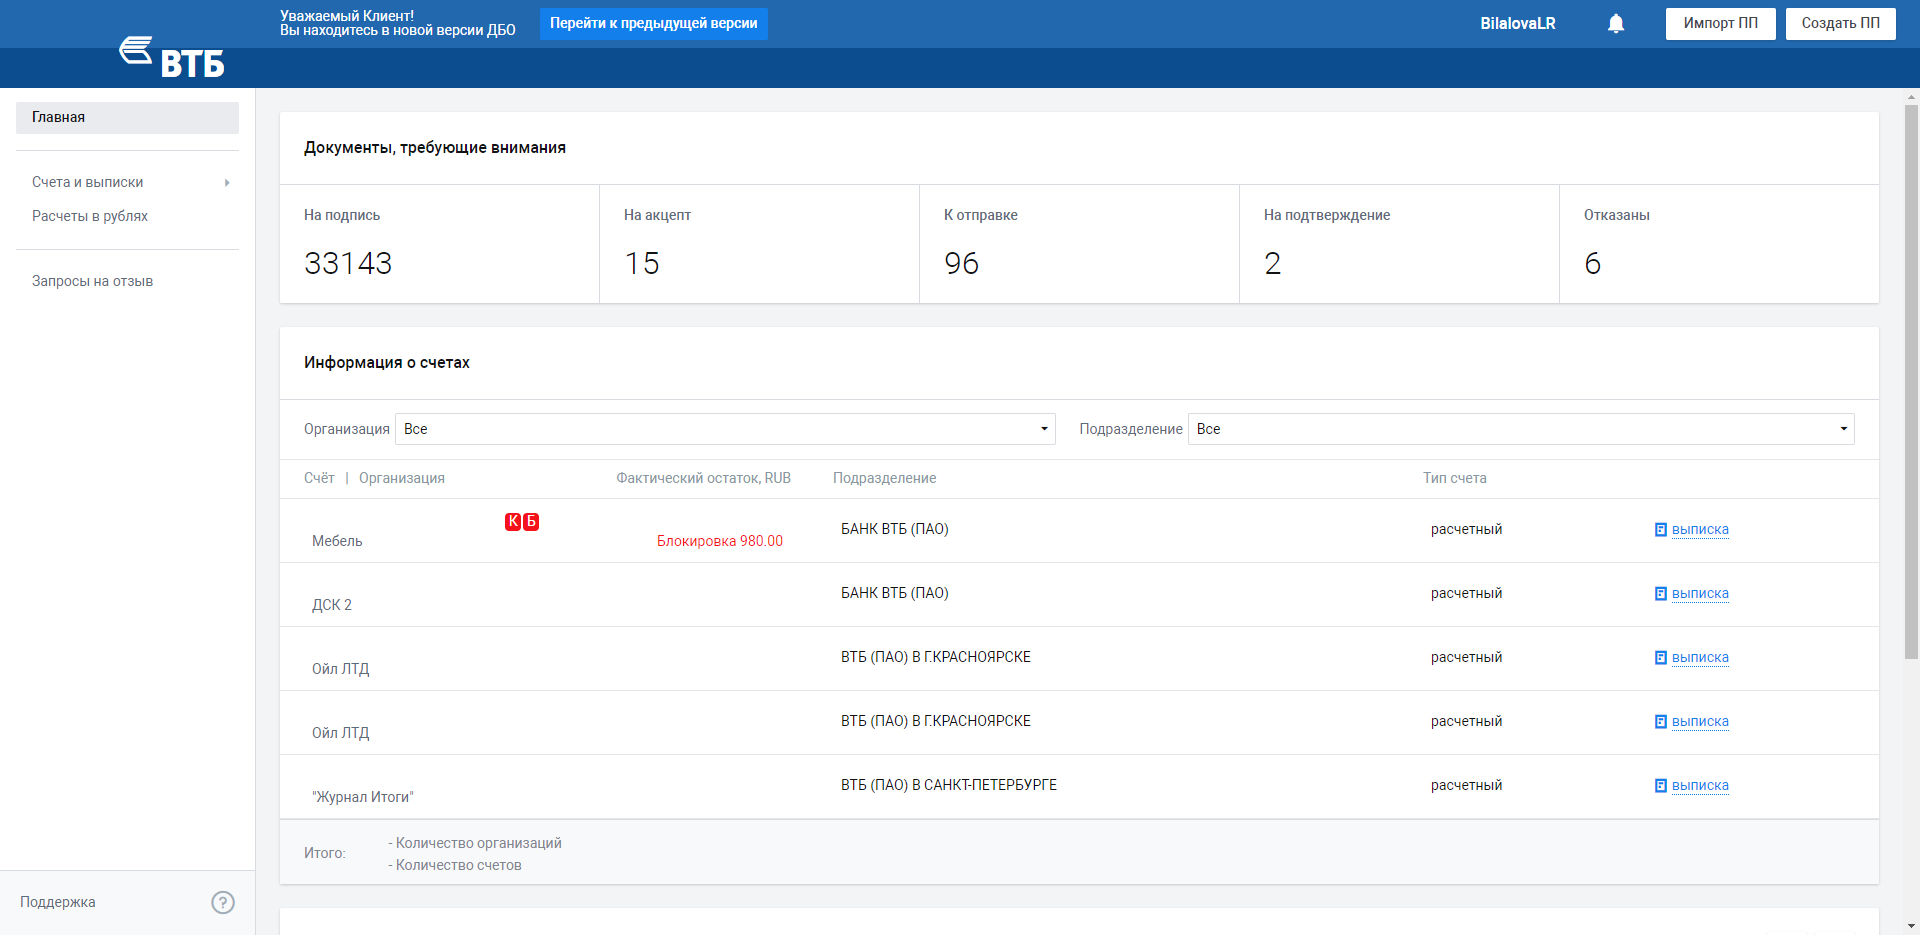 Уважаемый Клиент!
Вы находитесь в новой версии ДБО
Перейти к предыдущей версии
BilalovaLR
Импорт ПП
Создать ПП
ВТБ
Главная
Счета и выписки
Расчеты в рублях
Запросы на отзыв
Поддержка
?
Документы, требующие внимания
На подпись
33143
На акцепт
15
К отправке
96
На подтверждение
2
Отказаны
6
Информация о счетах
Организация Все
Подразделение Все
Счёт | Организация Фактический остаток, RUB Подразделение Тип счета
К Б
Мебель Блокировка 980.00 БАНК ВТБ (ПАО) расчетный выписка
ДСК 2 БАНК ВТБ (ПАО) расчетный выписка
Ойл ЛТД ВТБ (ПАО) В Г.КРАСНОЯРСКЕ расчетный выписка
Ойл ЛТД ВТБ (ПАО) В Г.КРАСНОЯРСКЕ расчетный выписка
"Журнал Итоги" ВТБ (ПАО) В САНКТ-ПЕТЕРБУРГЕ расчетный выписка
Итого:
- Количество организаций
- Количество счетов